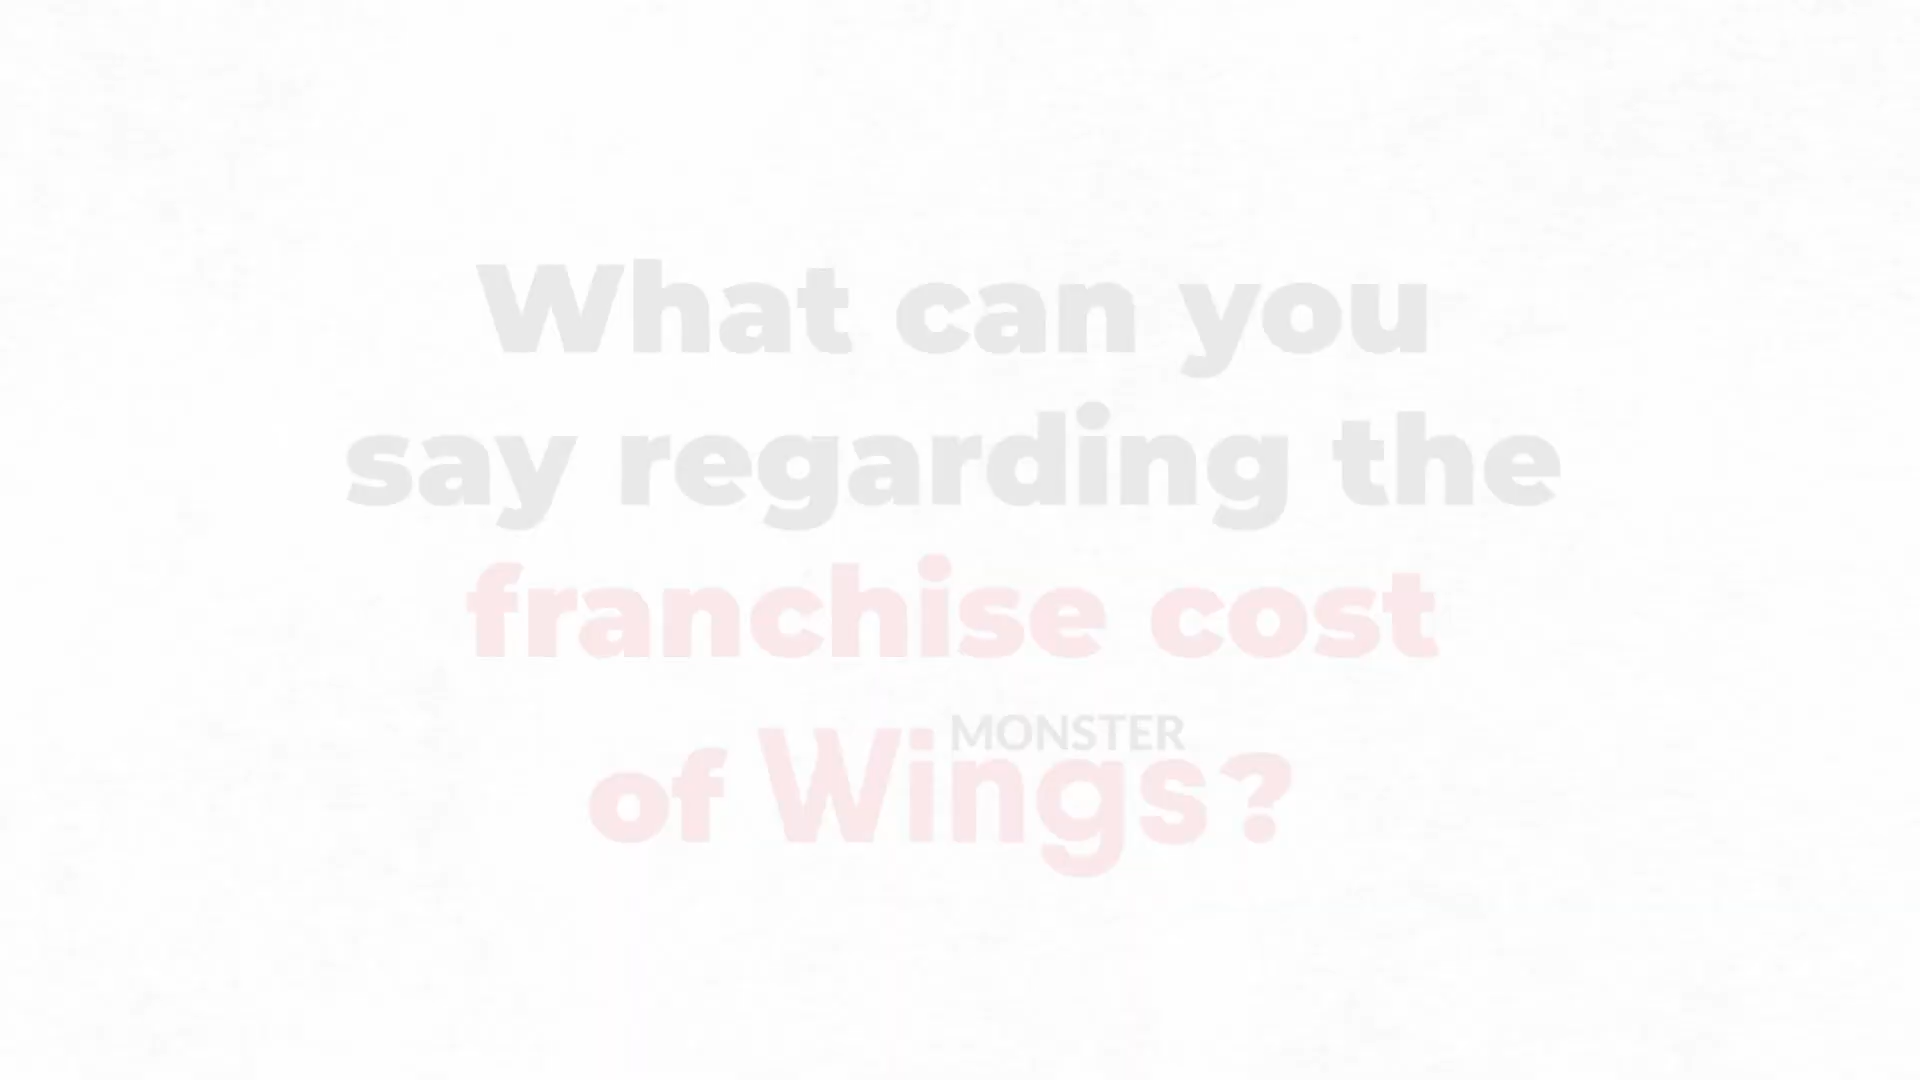 What can you
say regarding the
franchise cost
MONSTER
of Wings?